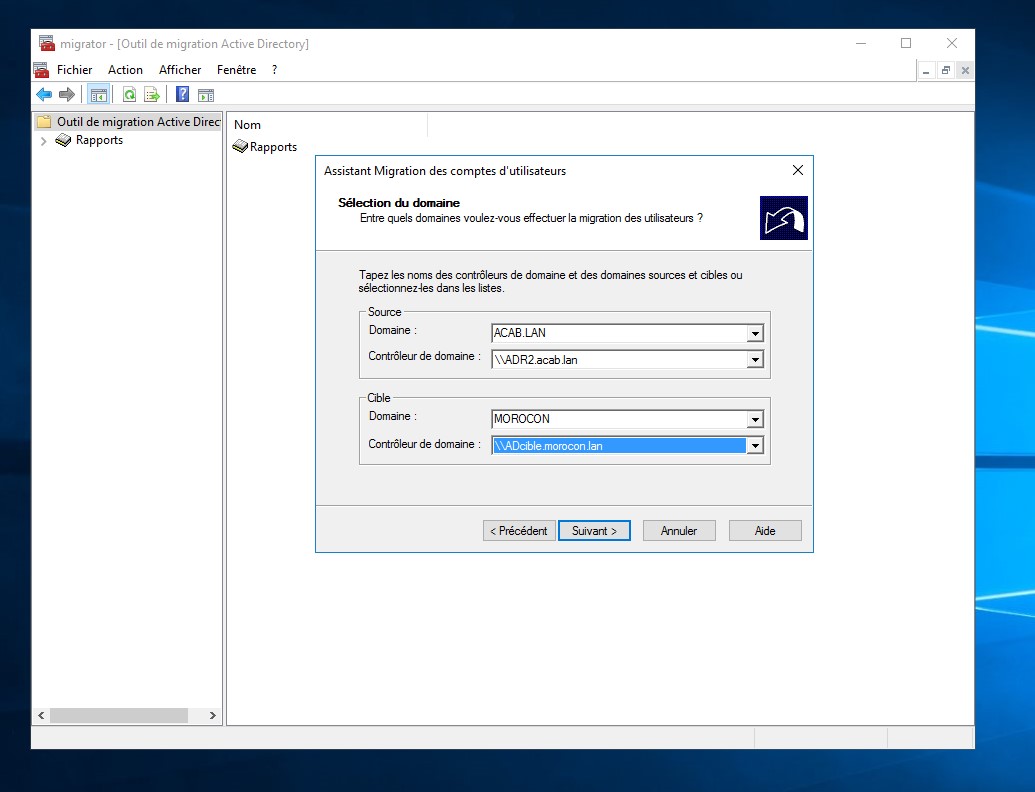 migrator - [Outil de migration Active Directory]
Fichier Action Afficher Fenêtre ?
Outil de migration Active Direc
Rapports
Nom
Rapports
Assistant Migration des comptes d'utilisateurs
Sélection du domaine
Entre quels domaines voulez-vous effectuer la migration des utilisateurs ?
Tapez les noms des contrôleurs de domaine et des domaines sources et cibles ou
sélectionnez-les dans les listes.
Source
Domaine : ACAB.LAN
Contrôleur de domaine : \\ADR2.acab.lan
Cible
Domaine : MOROCON
Contrôleur de domaine : \\ADcible.morocon.lan
< Précédent Suivant > Annuler Aide